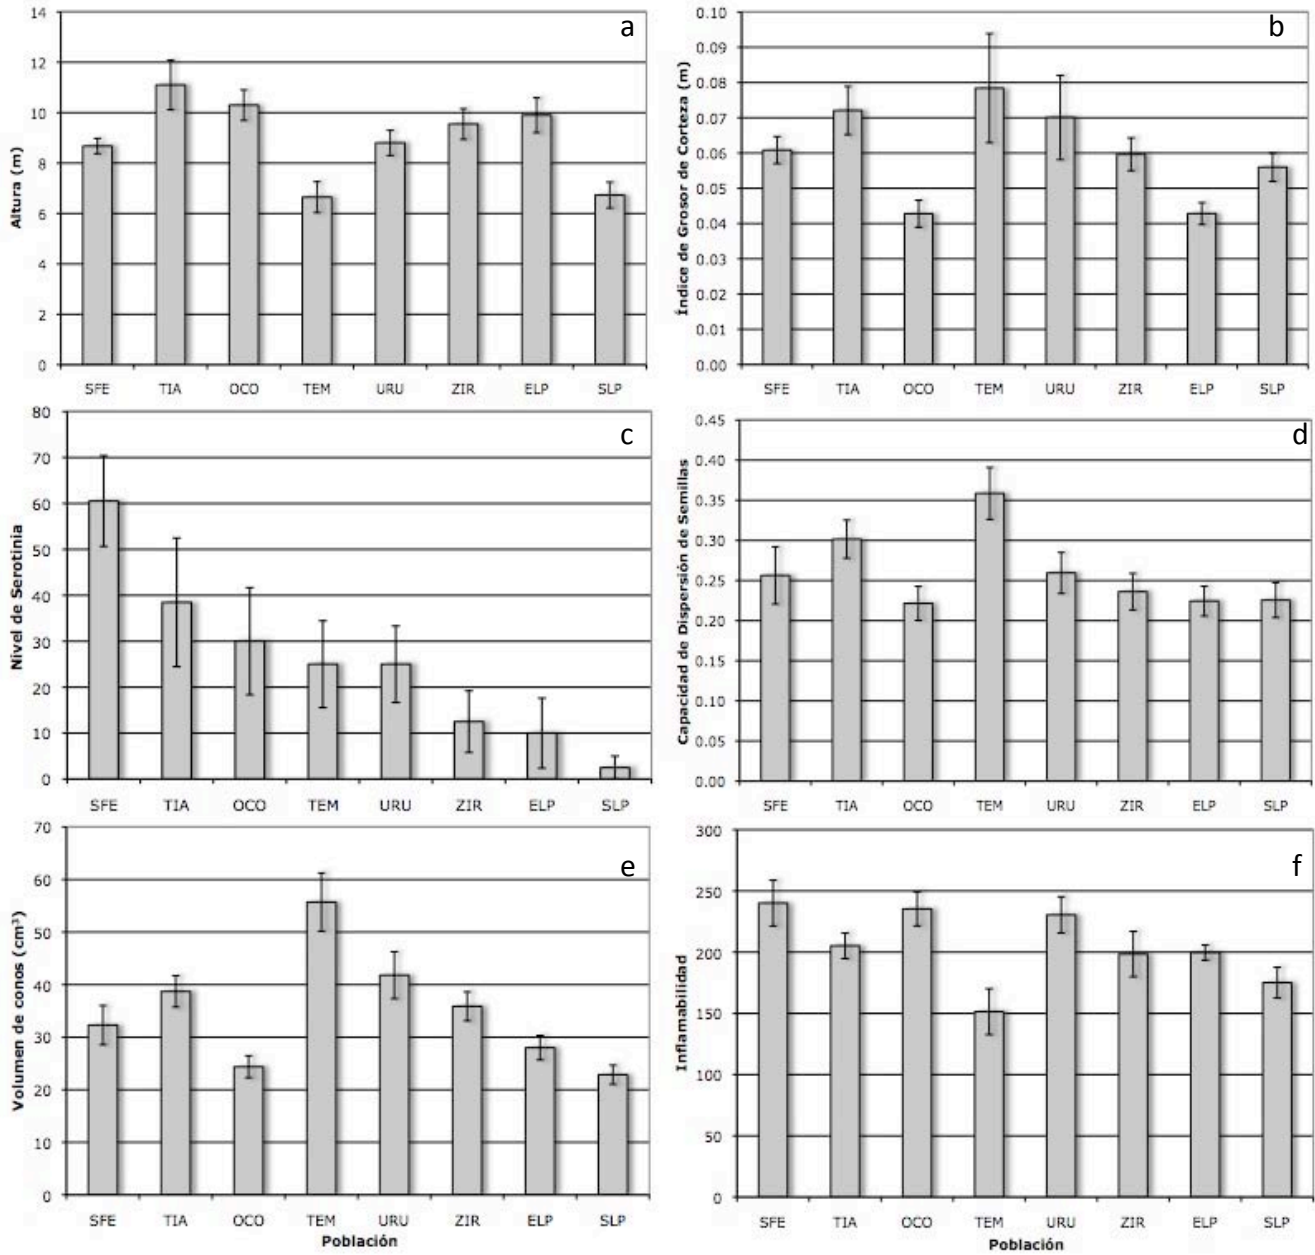 a
Altura (m)
14
12
10
8
6
4
2
0
SFE TIA OCO TEM URU ZIR ELP SLP
b
Índice de Grosor de Corteza (m)
0.10
0.09
0.08
0.07
0.06
0.05
0.04
0.03
0.02
0.01
0.00
SFE TIA OCO TEM URU ZIR ELP SLP
c
Nivel de Serotinia
80
70
60
50
40
30
20
10
0
SFE TIA OCO TEM URU ZIR ELP SLP
d
Capacidad de Dispersión de Semillas
0.45
0.40
0.35
0.30
0.25
0.20
0.15
0.10
0.05
0.00
SFE TIA OCO TEM URU ZIR ELP SLP
e
Volumen de conos (cm³)
70
60
50
40
30
20
10
0
SFE TIA OCO TEM URU ZIR ELP SLP
Población
f
Inflamabilidad
300
250
200
150
100
50
0
SFE TIA OCO TEM URU ZIR ELP SLP
Población